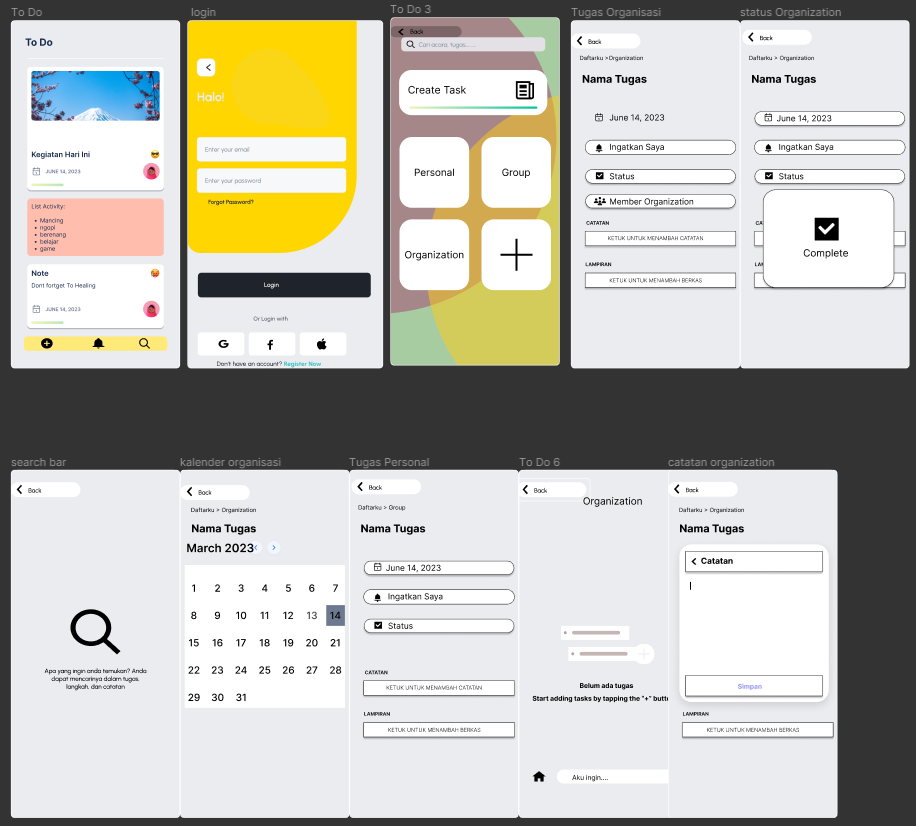 To Do
To Do
Kegiatan Hari Ini
JUNE 14, 2023
List Activity:
Mancing
ngopi
berenang
belajar
game
Note
Dont fortget To Healing
JUNE 14, 2023
login
Halo!
Enter your email
Enter your password
Forgot Password?
Login
Or Login with
G
f
Don't have an account? Register Now
To Do 3
Back
Cari acara, tugas......
Create Task
Personal
Group
Organization
Tugas Organisasi
Back
Daftarku >Organization
Nama Tugas
June 14, 2023
Ingatkan Saya
Status
Member Organization
CATATAN
KETUK UNTUK MENAMBAH CATATAN
LAMPIRAN
KETUK UNTUK MENAMBAH BERKAS
status Organization
Back
Daftarku > Organization
Nama Tugas
June 14, 2023
Ingatkan Saya
Status
Complete
search bar
Back
Apa yang ingin anda temukan? Anda
dapat mencarinya dalam tugas,
langkah, dan catatan
kalender organisasi
Back
Daftarku > Organization
Nama Tugas
March 2023
1 2 3 4 5 6 7
8 9 10 11 12 13 14
15 16 17 18 19 20 21
22 23 24 25 26 27 28
29 30 31
Tugas Personal
Back
Daftarku > Group
Nama Tugas
June 14, 2023
Ingatkan Saya
Status
CATATAN
KETUK UNTUK MENAMBAH CATATAN
LAMPIRAN
KETUK UNTUK MENAMBAH BERKAS
To Do 6
Back
Organization
Belum ada tugas
Start adding tasks by tapping the "+" butt
Aku ingin....
catatan organization
Back
Daftarku > Organization
Nama Tugas
Catatan
Simpan
LAMPIRAN
KETUK UNTUK MENAMBAH BERKAS